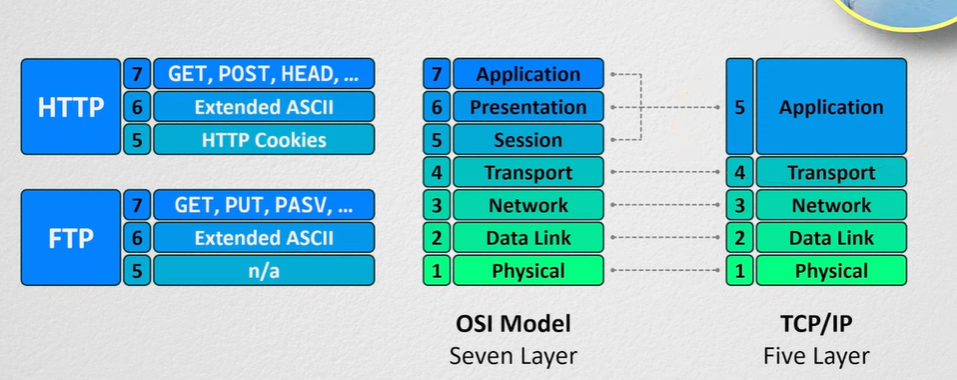 HTTP
7 GET, POST, HEAD, ...
6 Extended ASCII
5 HTTP Cookies
FTP
7 GET, PUT, PASV, ...
6 Extended ASCII
5 n/a
7 Application
6 Presentation
5 Session
4 Transport
3 Network
2 Data Link
1 Physical
OSI Model
Seven Layer
5 Application
4 Transport
3 Network
2 Data Link
1 Physical
TCP/IP
Five Layer